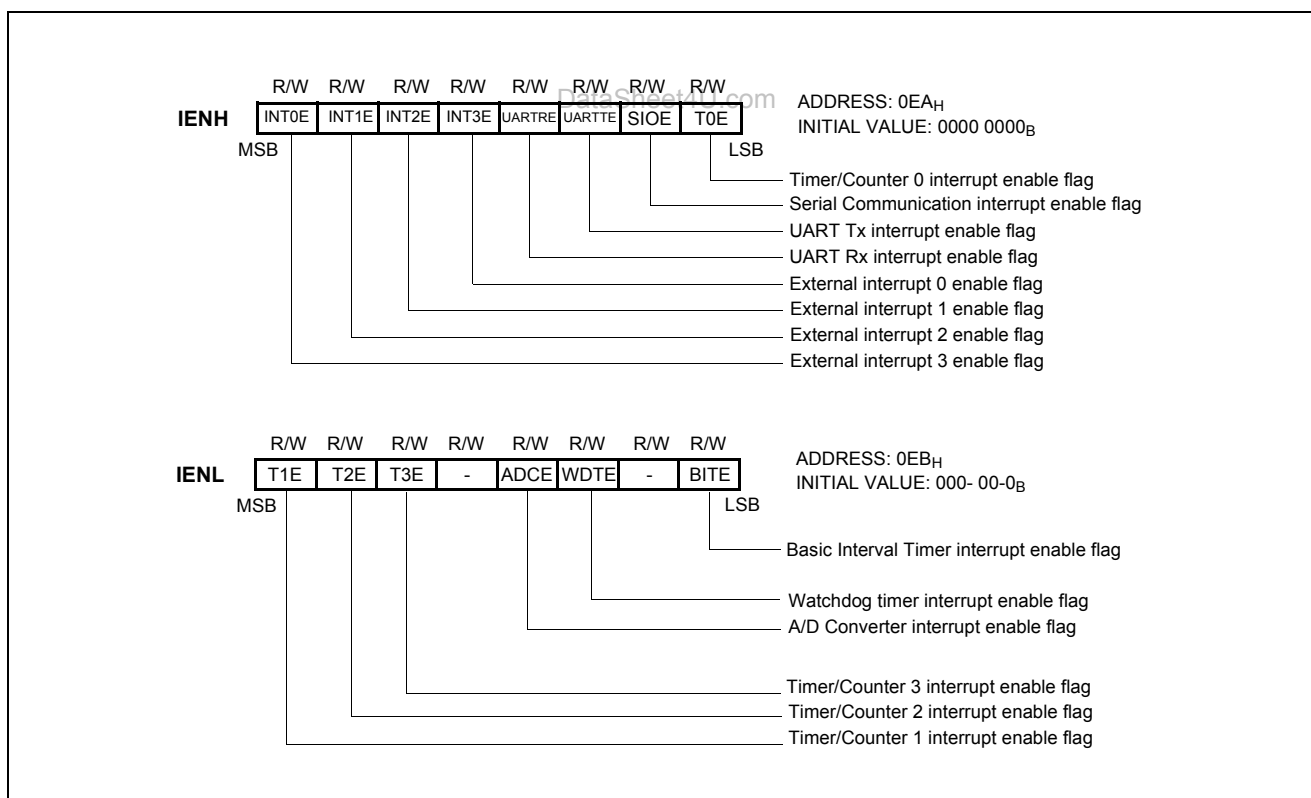 R/W R/W R/W R/W R/W R/W R/W R/W
DataSheet4U.com
IENH INT0E INT1E INT2E INT3E UARTRE UARTTE SIOE T0E
ADDRESS: 0EAH
INITIAL VALUE: 0000 0000B
MSB LSB
Timer/Counter 0 interrupt enable flag
Serial Communication interrupt enable flag
UART Tx interrupt enable flag
UART Rx interrupt enable flag
External interrupt 0 enable flag
External interrupt 1 enable flag
External interrupt 2 enable flag
External interrupt 3 enable flag
R/W R/W R/W R/W R/W R/W R/W R/W
IENL T1E T2E T3E - ADCE WDTE - BITE
ADDRESS: 0EBH
INITIAL VALUE: 000- 00-0B
MSB LSB
Basic Interval Timer interrupt enable flag
Watchdog timer interrupt enable flag
A/D Converter interrupt enable flag
Timer/Counter 3 interrupt enable flag
Timer/Counter 2 interrupt enable flag
Timer/Counter 1 interrupt enable flag